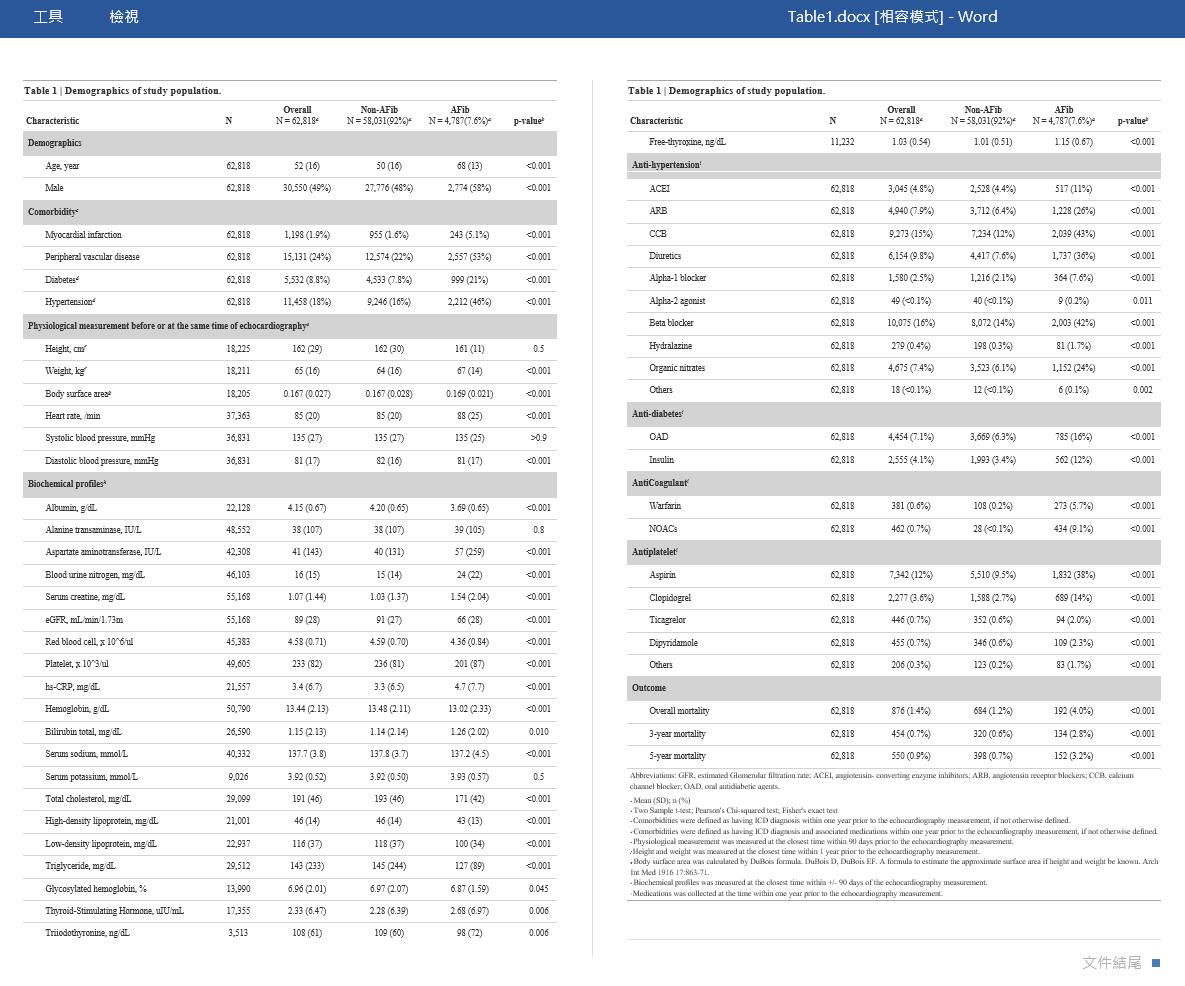 工具 檢視 Table1.docx [相容模式] - Word
Table 1 | Demographics of study population.
Overall Non-AFib AFib
Characteristic N N = 62,818ᵃ N = 58,031(92%)ᵃ N = 4,787(7.6%)ᵃ p-valueᵇ
Demographics
Age, year 62,818 52 (16) 50 (16) 68 (13) <0.001
Male 62,818 30,550 (49%) 27,776 (48%) 2,774 (58%) <0.001
Comorbidityᶜ
Myocardial infarction 62,818 1,198 (1.9%) 955 (1.6%) 243 (5.1%) <0.001
Peripheral vascular disease 62,818 15,131 (24%) 12,574 (22%) 2,557 (53%) <0.001
Diabetesᵈ 62,818 5,532 (8.8%) 4,533 (7.8%) 999 (21%) <0.001
Hypertensionᵈ 62,818 11,458 (18%) 9,246 (16%) 2,212 (46%) <0.001
Physiological measurement before or at the same time of echocardiographyᵉ
Height, cmᶠ 18,225 162 (29) 162 (30) 161 (11) 0.5
Weight, kgᶠ 18,211 65 (16) 64 (16) 67 (14) <0.001
Body surface areaᵍ 18,205 0.167 (0.027) 0.167 (0.028) 0.169 (0.021) <0.001
Heart rate, /min 37,363 85 (20) 85 (20) 88 (25) <0.001
Systolic blood pressure, mmHg 36,831 135 (27) 135 (27) 135 (25) >0.9
Diastolic blood pressure, mmHg 36,831 81 (17) 82 (16) 81 (17) <0.001
Biochemical profilesʰ
Albumin, g/dL 22,128 4.15 (0.67) 4.20 (0.65) 3.69 (0.65) <0.001
Alanine transaminase, IU/L 48,552 38 (107) 38 (107) 39 (105) 0.8
Aspartate aminotransferase, IU/L 42,308 41 (143) 40 (131) 57 (259) <0.001
Blood urine nitrogen, mg/dL 46,103 16 (15) 15 (14) 24 (22) <0.001
Serum creatine, mg/dL 55,168 1.07 (1.44) 1.03 (1.37) 1.54 (2.04) <0.001
eGFR, mL/min/1.73m 55,168 89 (28) 91 (27) 66 (28) <0.001
Red blood cell, x 10^6/ul 45,383 4.58 (0.71) 4.59 (0.70) 4.36 (0.84) <0.001
Platelet, x 10^3/ul 49,605 233 (82) 236 (81) 201 (87) <0.001
hs-CRP, mg/dL 21,557 3.4 (6.7) 3.3 (6.5) 4.7 (7.7) <0.001
Hemoglobin, g/dL 50,790 13.44 (2.13) 13.48 (2.11) 13.02 (2.33) <0.001
Bilirubin total, mg/dL 26,590 1.15 (2.13) 1.14 (2.14) 1.26 (2.02) 0.010
Serum sodium, mmol/L 40,332 137.7 (3.8) 137.8 (3.7) 137.2 (4.5) <0.001
Serum potassium, mmol/L 9,026 3.92 (0.52) 3.92 (0.50) 3.93 (0.57) 0.5
Total cholesterol, mg/dL 29,099 191 (46) 193 (46) 171 (42) <0.001
High-density lipoprotein, mg/dL 21,001 46 (14) 46 (14) 43 (13) <0.001
Low-density lipoprotein, mg/dL 22,937 116 (37) 118 (37) 100 (34) <0.001
Triglyceride, mg/dL 29,512 143 (233) 145 (244) 127 (89) <0.001
Glycosylated hemoglobin, % 13,990 6.96 (2.01) 6.97 (2.07) 6.87 (1.59) 0.045
Thyroid-Stimulating Hormone, uIU/mL 17,355 2.33 (6.47) 2.28 (6.39) 2.68 (6.97) 0.006
Triiodothyronine, ng/dL 3,513 108 (61) 109 (60) 98 (72) 0.006
Table 1 | Demographics of study population.
Overall Non-AFib AFib
Characteristic N N = 62,818ᵃ N = 58,031(92%)ᵃ N = 4,787(7.6%)ᵃ p-valueᵇ
Free-thyroxine, ng/dL 11,232 1.03 (0.54) 1.01 (0.51) 1.15 (0.67) <0.001
Anti-hypertensionⁱ
ACEI 62,818 3,045 (4.8%) 2,528 (4.4%) 517 (11%) <0.001
ARB 62,818 4,940 (7.9%) 3,712 (6.4%) 1,228 (26%) <0.001
CCB 62,818 9,273 (15%) 7,234 (12%) 2,039 (43%) <0.001
Diuretics 62,818 6,154 (9.8%) 4,417 (7.6%) 1,737 (36%) <0.001
Alpha-1 blocker 62,818 1,580 (2.5%) 1,216 (2.1%) 364 (7.6%) <0.001
Alpha-2 agonist 62,818 49 (<0.1%) 40 (<0.1%) 9 (0.2%) 0.011
Beta blocker 62,818 10,075 (16%) 8,072 (14%) 2,003 (42%) <0.001
Hydralazine 62,818 279 (0.4%) 198 (0.3%) 81 (1.7%) <0.001
Organic nitrates 62,818 4,675 (7.4%) 3,523 (6.1%) 1,152 (24%) <0.001
Others 62,818 18 (<0.1%) 12 (<0.1%) 6 (0.1%) 0.002
Anti-diabetesⁱ
OAD 62,818 4,454 (7.1%) 3,669 (6.3%) 785 (16%) <0.001
Insulin 62,818 2,555 (4.1%) 1,993 (3.4%) 562 (12%) <0.001
AntiCoagulantⁱ
Warfarin 62,818 381 (0.6%) 108 (0.2%) 273 (5.7%) <0.001
NOACs 62,818 462 (0.7%) 28 (<0.1%) 434 (9.1%) <0.001
Antiplateletⁱ
Aspirin 62,818 7,342 (12%) 5,510 (9.5%) 1,832 (38%) <0.001
Clopidogrel 62,818 2,277 (3.6%) 1,588 (2.7%) 689 (14%) <0.001
Ticagrelor 62,818 446 (0.7%) 352 (0.6%) 94 (2.0%) <0.001
Dipyridamole 62,818 455 (0.7%) 346 (0.6%) 109 (2.3%) <0.001
Others 62,818 206 (0.3%) 123 (0.2%) 83 (1.7%) <0.001
Outcome
Overall mortality 62,818 876 (1.4%) 684 (1.2%) 192 (4.0%) <0.001
3-year mortality 62,818 454 (0.7%) 320 (0.6%) 134 (2.8%) <0.001
5-year mortality 62,818 550 (0.9%) 398 (0.7%) 152 (3.2%) <0.001
Abbreviations: GFR, estimated Glomerular filtration rate; ACEI, angiotensin- converting enzyme inhibitors; ARB, angiotensin receptor blockers; CCB, calcium
channel blocker; OAD, oral antidiabetic agents.
Mean (SD); n (%)
Two Sample t-test; Pearson's Chi-squared test; Fisher's exact test
Comorbidities were defined as having ICD diagnosis within one year prior to the echocardiography measurement, if not otherwise defined.
Comorbidities were defined as having ICD diagnosis and associated medications within one year prior to the echocardiography measurement, if not otherwise defined.
Physiological measurement was measured at the closest time within 90 days prior to the echocardiography measurement.
Height and weight was measured at the closest time within 1 year prior to the echocardiography measurement.
Body surface area was calculated by DuBois formula. DuBois D, DuBois EF. A formula to estimate the approximate surface area if height and weight be known. Arch
Int Med 1916 17:863-71.
Biochemical profiles was measured at the closest time within +/- 90 days of the echocardiography measurement.
Medications was collected at the time within one year prior to the echocardiography measurement.
文件結尾